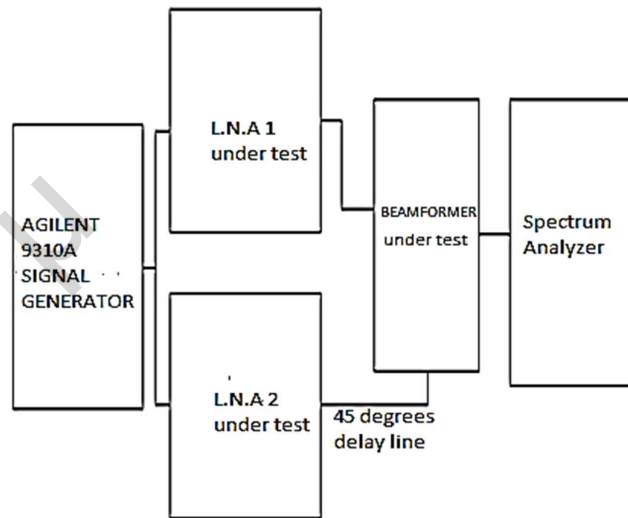 AGILENT
9310A
SIGNAL
GENERATOR
L.N.A 1
under test
L.N.A 2
under test
45 degrees
delay line
BEAMFORMER
under test
Spectrum
Analyzer